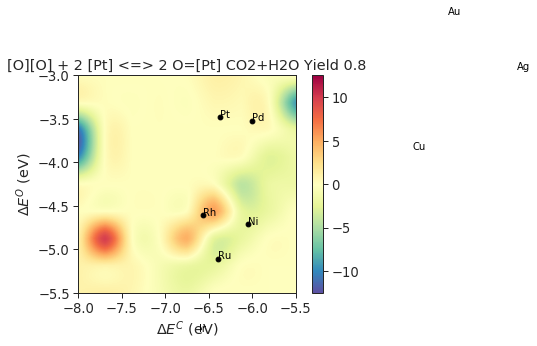 Au
[O][O] + 2 [Pt] <=> 2 O=[Pt] CO2+H2O Yield 0.8
Ag
−3.0
−3.5
−4.0
−4.5
−5.0
−5.5
ΔE^O (eV)
Pt
Pd
Cu
Rh
Ni
Ru
10
5
0
−5
−10
−8.0 −7.5 −7.0 −6.5 −6.0 −5.5
ΔE^C (eV)